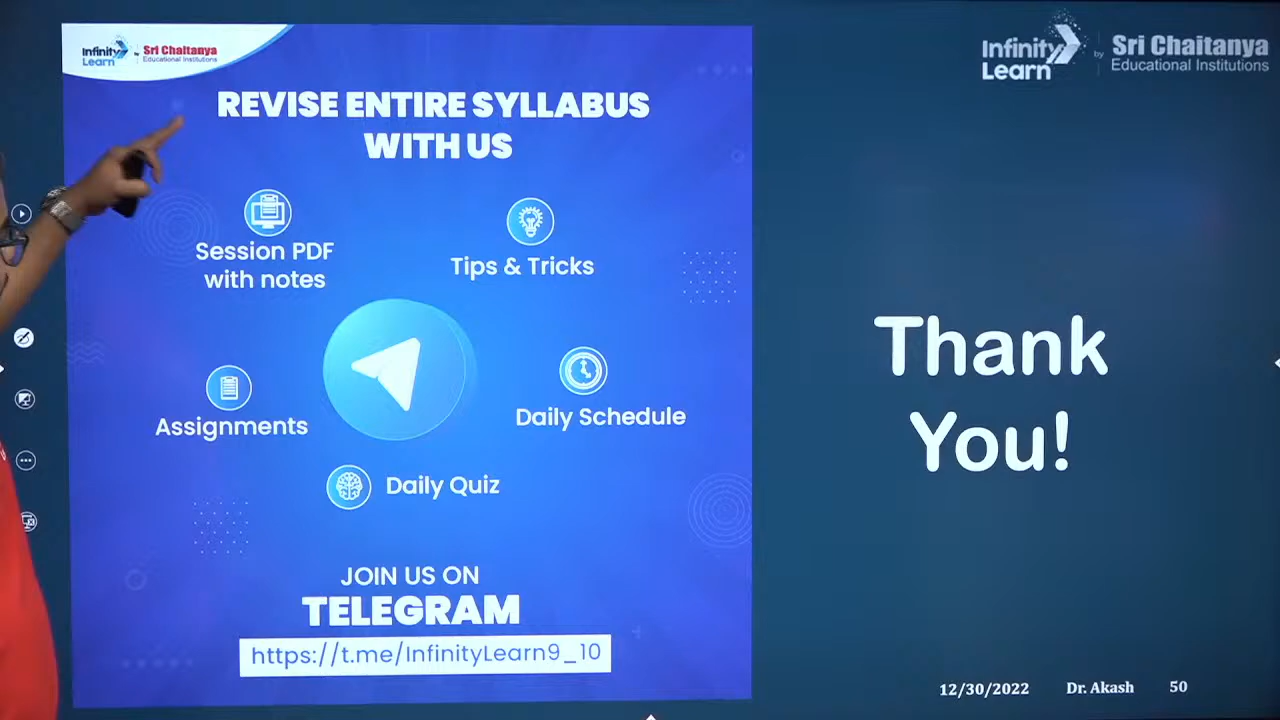 Infinity Learn by Sri Chaitanya Educational Institutions
REVISE ENTIRE SYLLABUS
WITH US
Session PDF
with notes
Tips & Tricks
Assignments
Daily Schedule
Daily Quiz
JOIN US ON
TELEGRAM
https://t.me/InfinityLearn9_10
Infinity Learn by Sri Chaitanya Educational Institutions
Thank
You!
12/30/2022 Dr. Akash 50